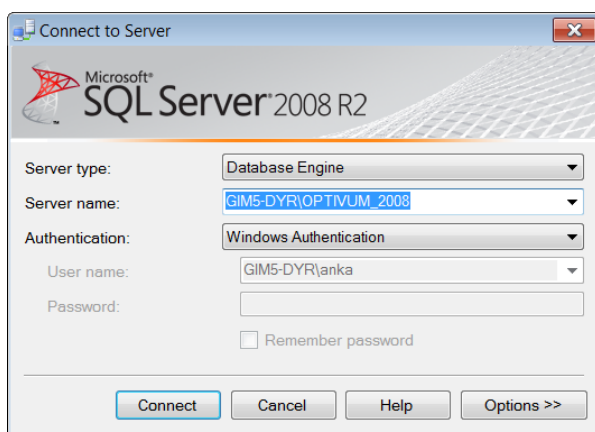 Connect to Server
Microsoft®
SQL Server® 2008 R2
Server type: Database Engine
Server name: GIM5-DYR\OPTIVUM_2008
Authentication: Windows Authentication
User name: GIM5-DYR\anka
Password:
Remember password
Connect Cancel Help Options >>